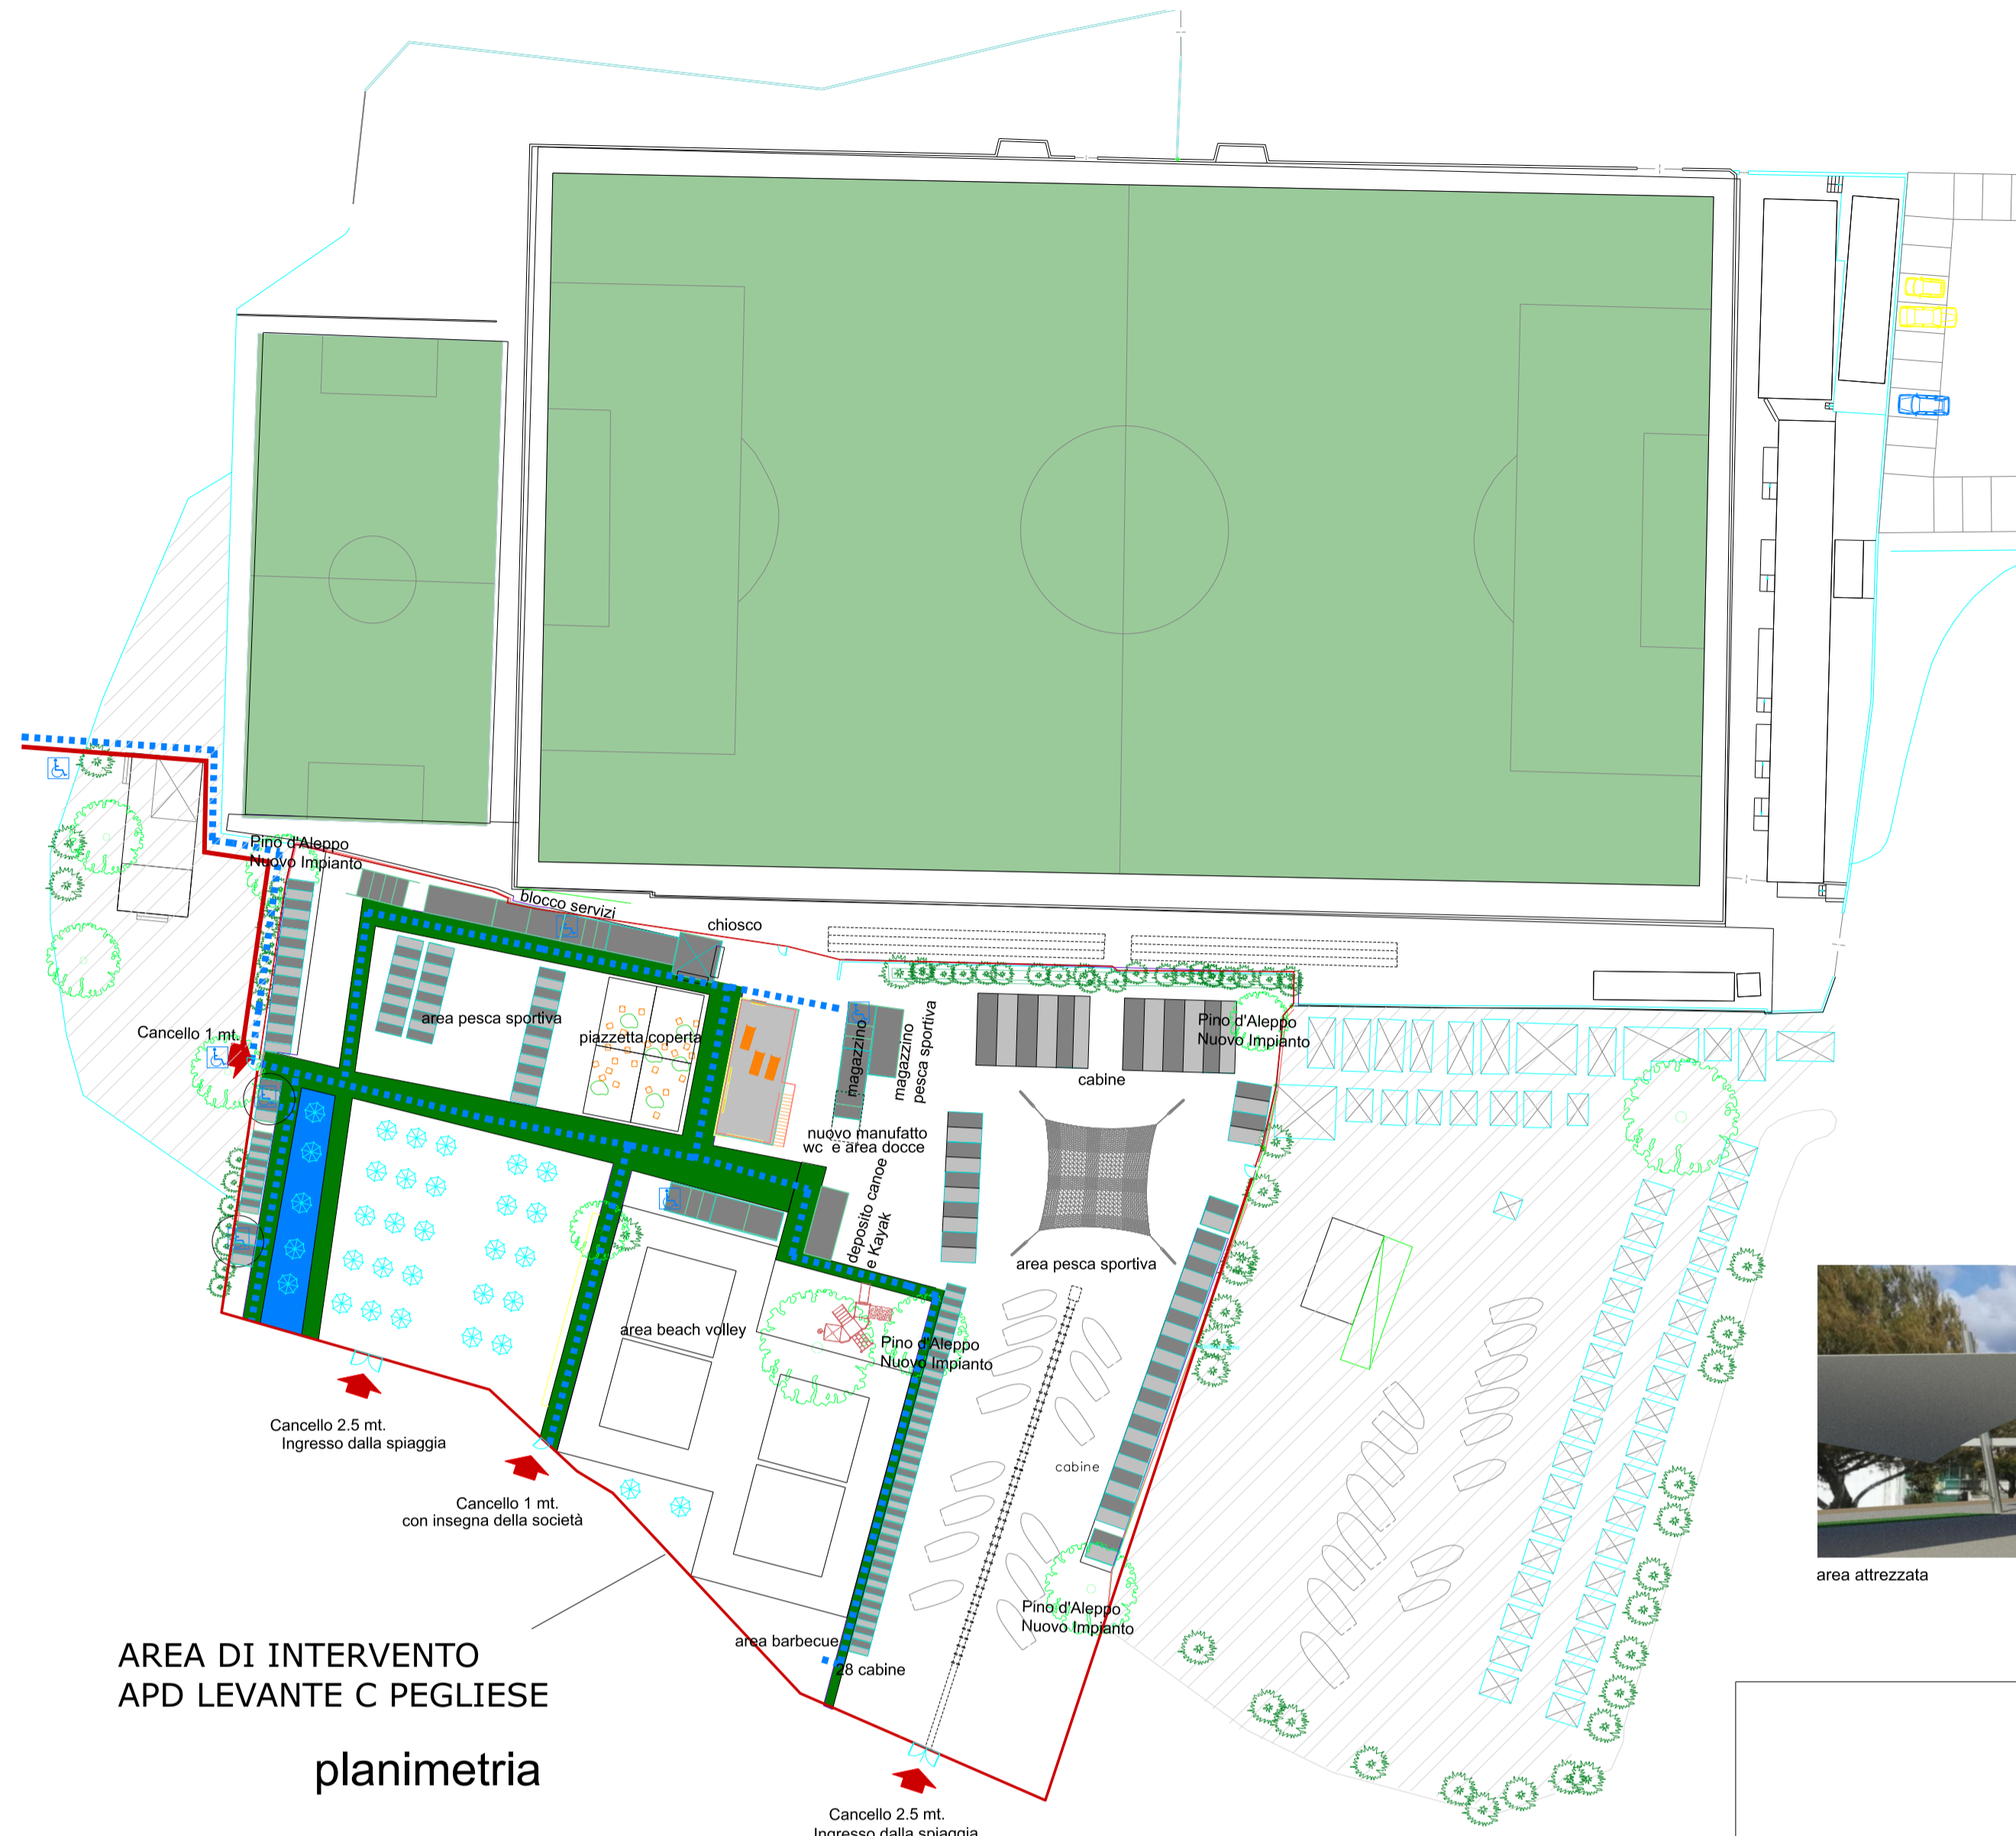 Pino d'Aleppo
Nuovo Impianto
blocco servizi
chiosco
Cancello 1 mt.
area pesca sportiva
piazzetta coperta
magazzino
magazzino
pesca sportiva
Pino d'Aleppo
Nuovo Impianto
cabine
nuovo manufatto
wc e area docce
deposito canoe
e Kayak
area pesca sportiva
area beach volley
Pino d'Aleppo
Nuovo Impianto
Cancello 2.5 mt.
Ingresso dalla spiaggia
cabine
Cancello 1 mt.
con insegna della società
area attrezzata
Pino d'Aleppo
Nuovo Impianto
area barbecue
28 cabine
AREA DI INTERVENTO
APD LEVANTE C PEGLIESE
planimetria
Cancello 2.5 mt.
Ingresso dalla spiaggia